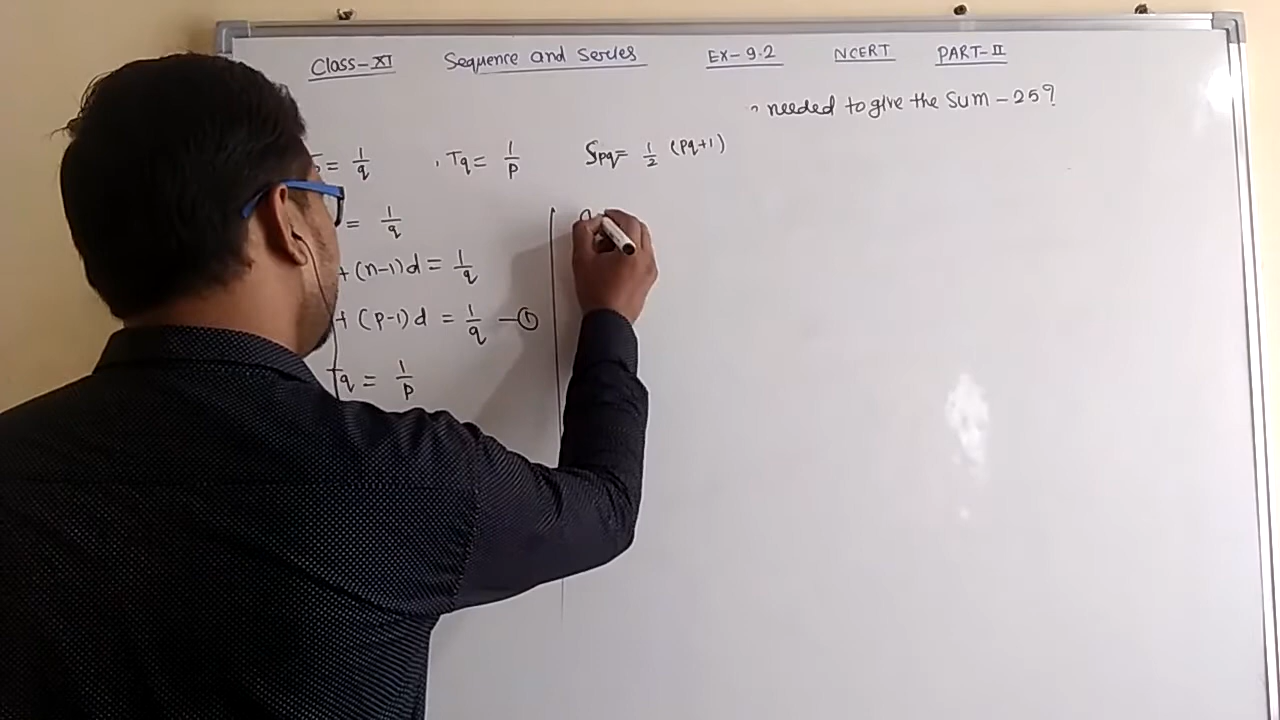 Class-XI Sequence and Series Ex-9.2 NCERT PART-II
needed to give the Sum - 25?
= 1/q , Tq = 1/p Spq = 1/2 (pq+1)
= 1/q
+ (n-1)d = 1/q
+ (p-1)d = 1/q —①
Tq = 1/p